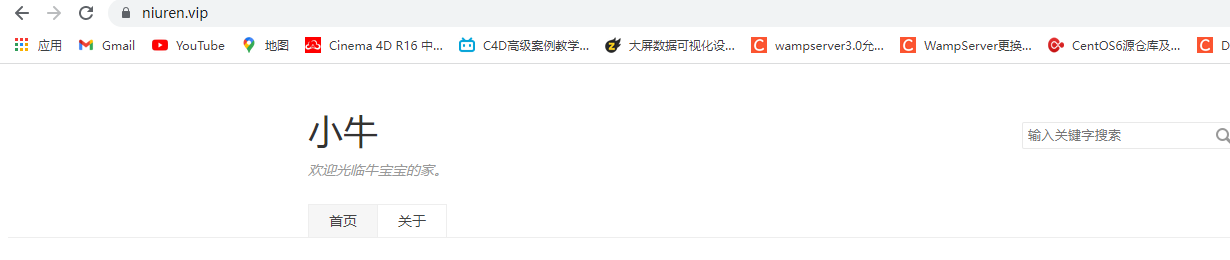 niuren.vip
应用 Gmail YouTube 地图 Cinema 4D R16 中... C4D高级案例教学... 大屏数据可视化设... wampserver3.0允... WampServer更换... CentOS6源仓库及... D
小牛
输入关键字搜索
欢迎光临牛宝宝的家。
首页 关于